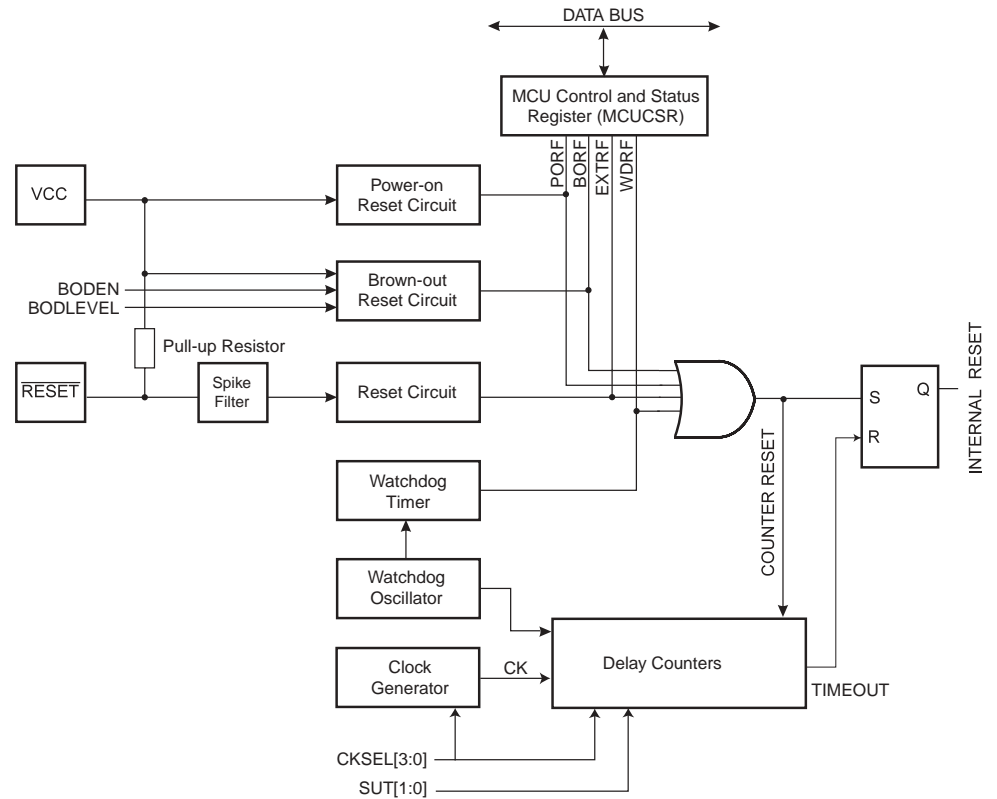 DATA BUS
MCU Control and Status
Register (MCUCSR)
PORF
BORF
EXTRF
WDRF
VCC
Power-on
Reset Circuit
BODEN
BODLEVEL
Brown-out
Reset Circuit
Pull-up Resistor
RESET
Spike
Filter
Reset Circuit
S
Q
R
INTERNAL RESET
COUNTER RESET
Watchdog
Timer
Watchdog
Oscillator
Clock
Generator
CK
Delay Counters
TIMEOUT
CKSEL[3:0]
SUT[1:0]